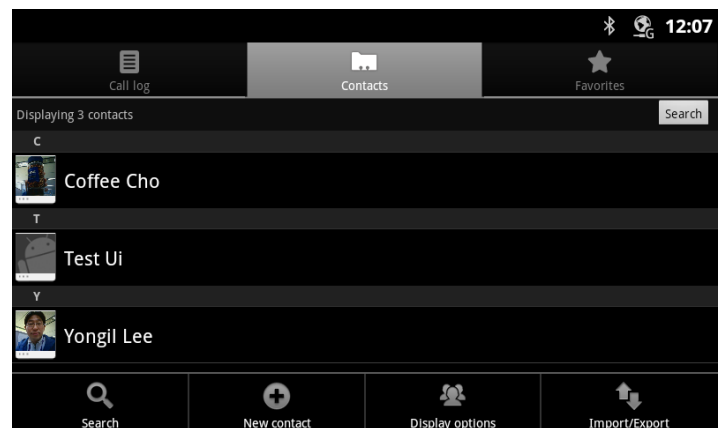 12:07
Call log
Contacts
Favorites
Displaying 3 contacts
Search
C
Coffee Cho
T
Test Ui
Y
Yongil Lee
Search
New contact
Display options
Import/Export